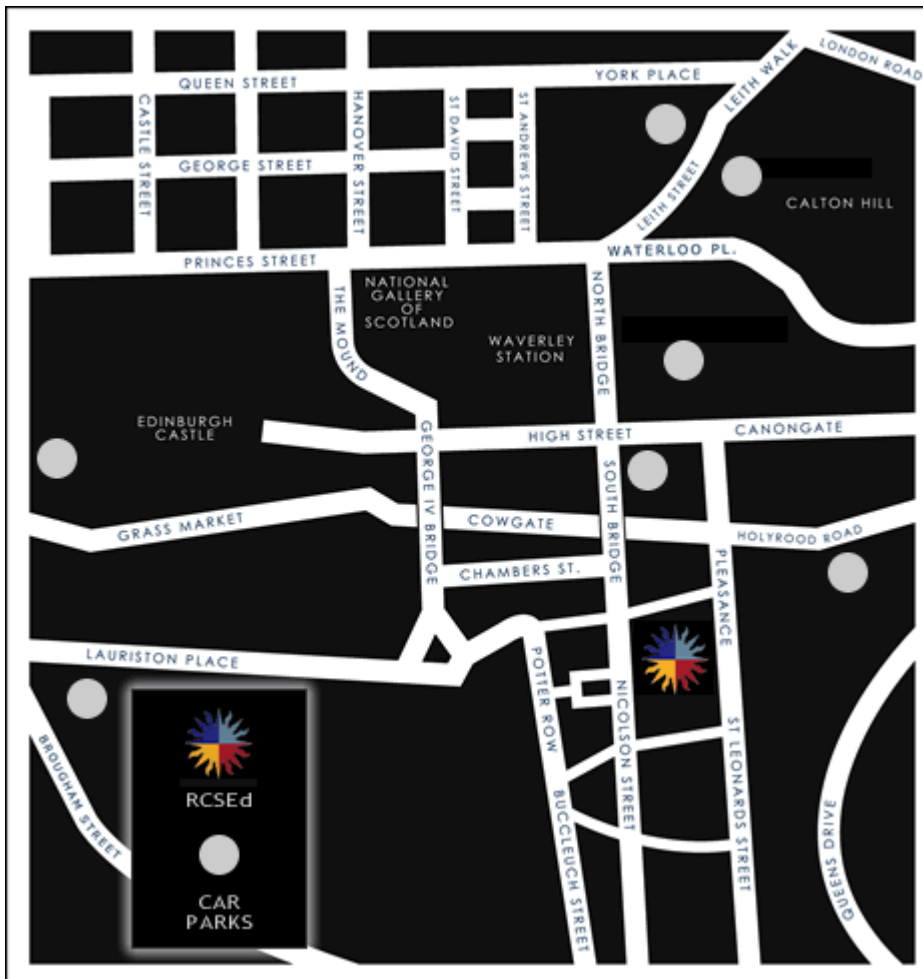 LONDON ROAD
LEITH WALK
QUEEN STREET
YORK PLACE
CASTLE STREET
HANOVER STREET
ST DAVID STREET
ST ANDREWS STREET
GEORGE STREET
LEITH STREET
CALTON HILL
PRINCES STREET
WATERLOO PL.
THE MOUND
NATIONAL
GALLERY
OF
SCOTLAND
NORTH BRIDGE
WAVERLEY
STATION
EDINBURGH
CASTLE
GEORGE IV BRIDGE
HIGH STREET
CANONGATE
SOUTH BRIDGE
GRASS MARKET
COWGATE
HOLYROOD ROAD
CHAMBERS ST.
PLEASANCE
LAURISTON PLACE
POTTER ROW
NICOLSON STREET
ST LEONARDS STREET
BROUGHAM STREET
BUCCLEUCH STREET
QUEENS DRIVE
RCSEd
CAR
PARKS